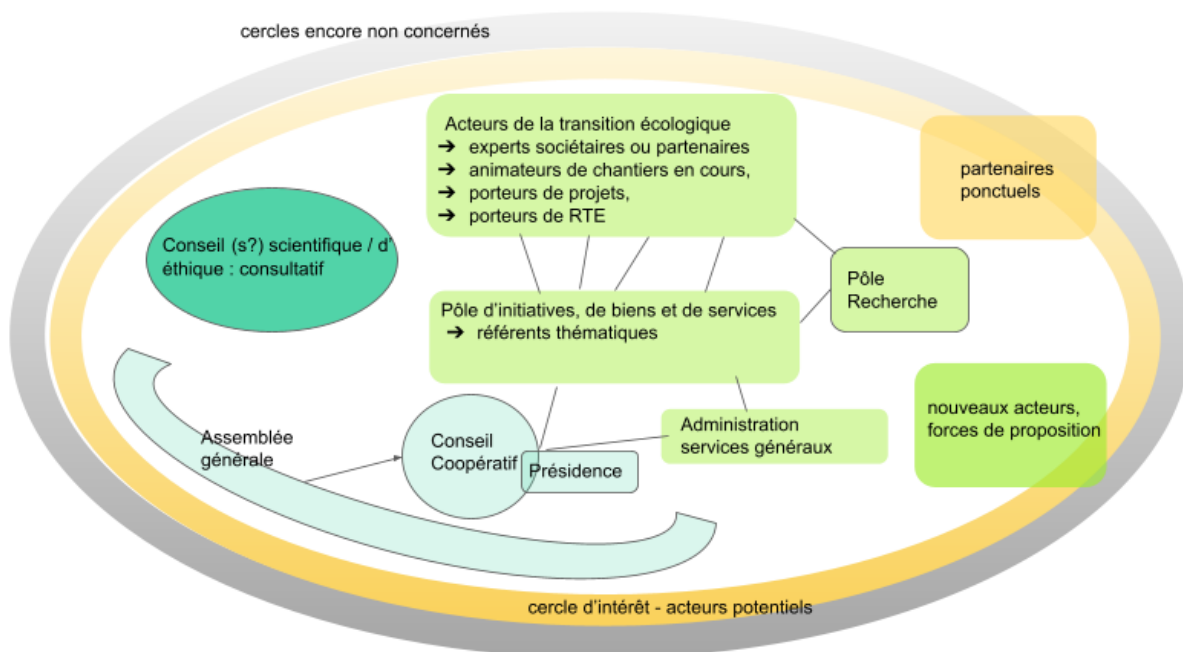 cercles encore non concernés
Acteurs de la transition écologique
➔ experts sociétaires ou partenaires
➔ animateurs de chantiers en cours,
➔ porteurs de projets,
➔ porteurs de RTE
partenaires
ponctuels
Conseil (s?) scientifique / d’
éthique : consultatif
Pôle
Recherche
Pôle d’initiatives, de biens et de services
➔ référents thématiques
nouveaux acteurs,
forces de proposition
Assemblée
générale
Conseil
Coopératif
Présidence
Administration
services généraux
cercle d’intérêt - acteurs potentiels